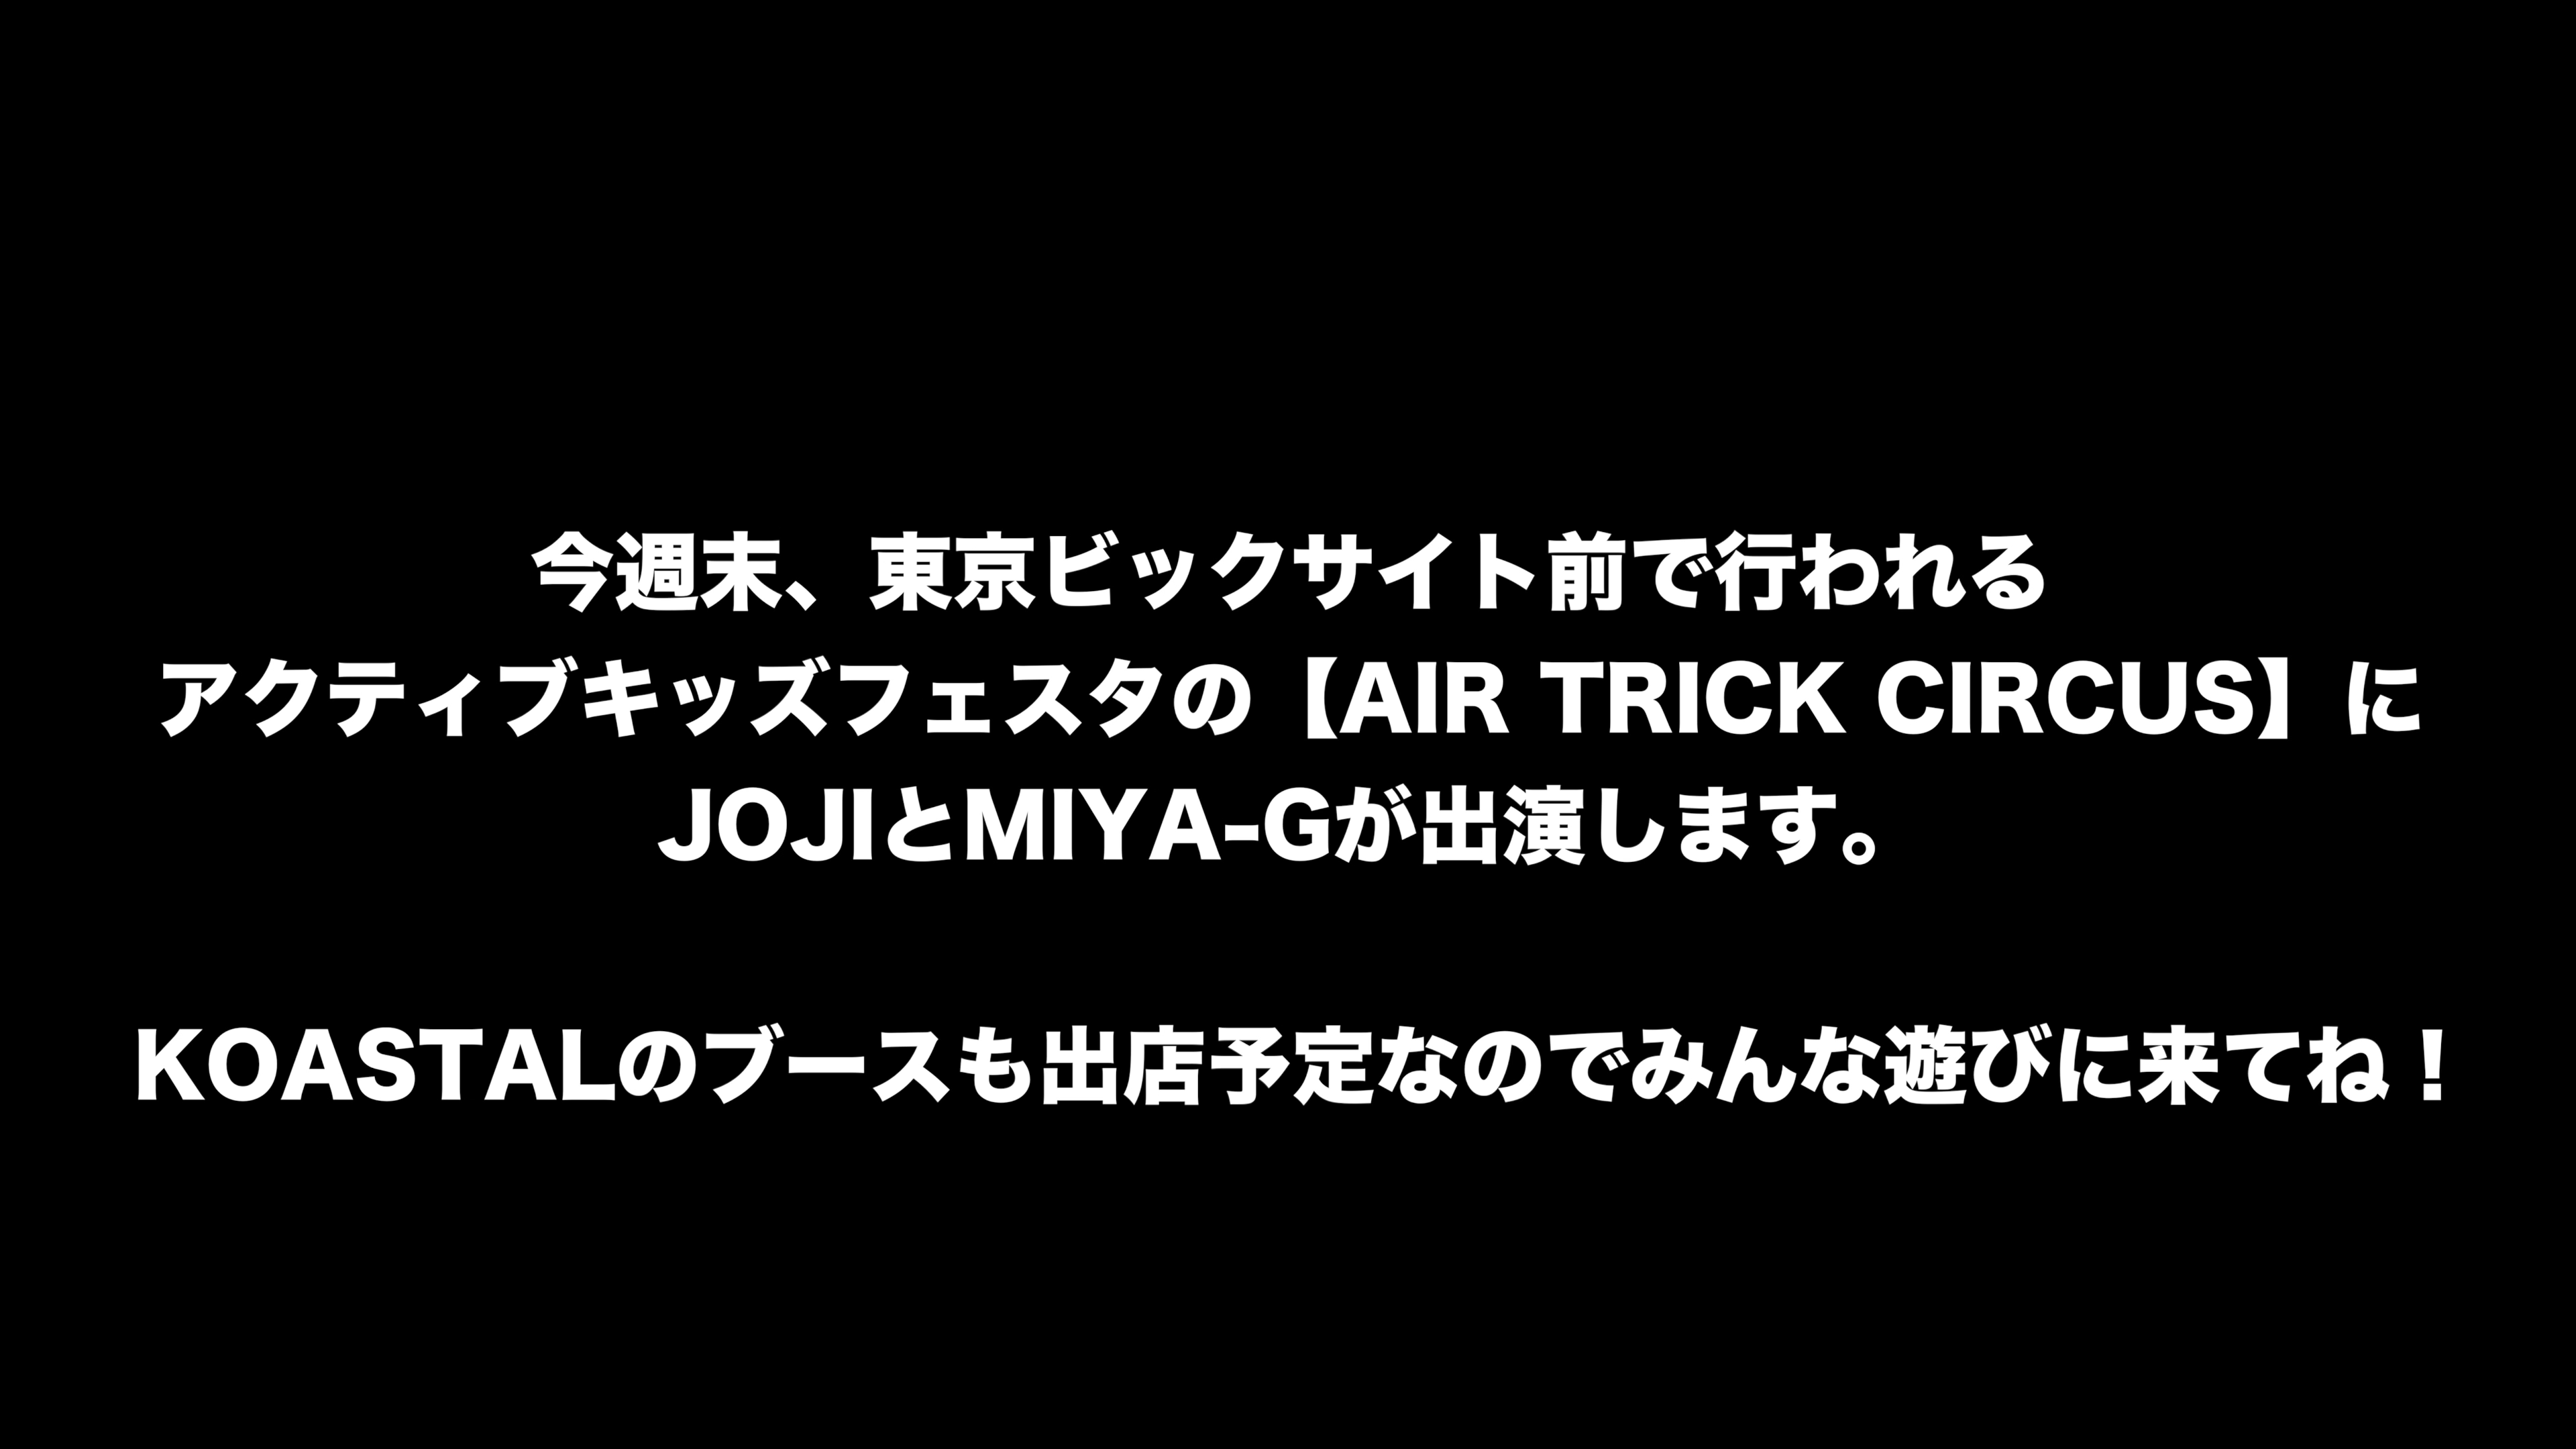 今週末、東京ビックサイト前で行われる
アクティブキッズフェスタの【AIR TRICK CIRCUS】に
JOJIとMIYA-Gが出演します。
KOASTALのブースも出店予定なのでみんな遊びに来てね！